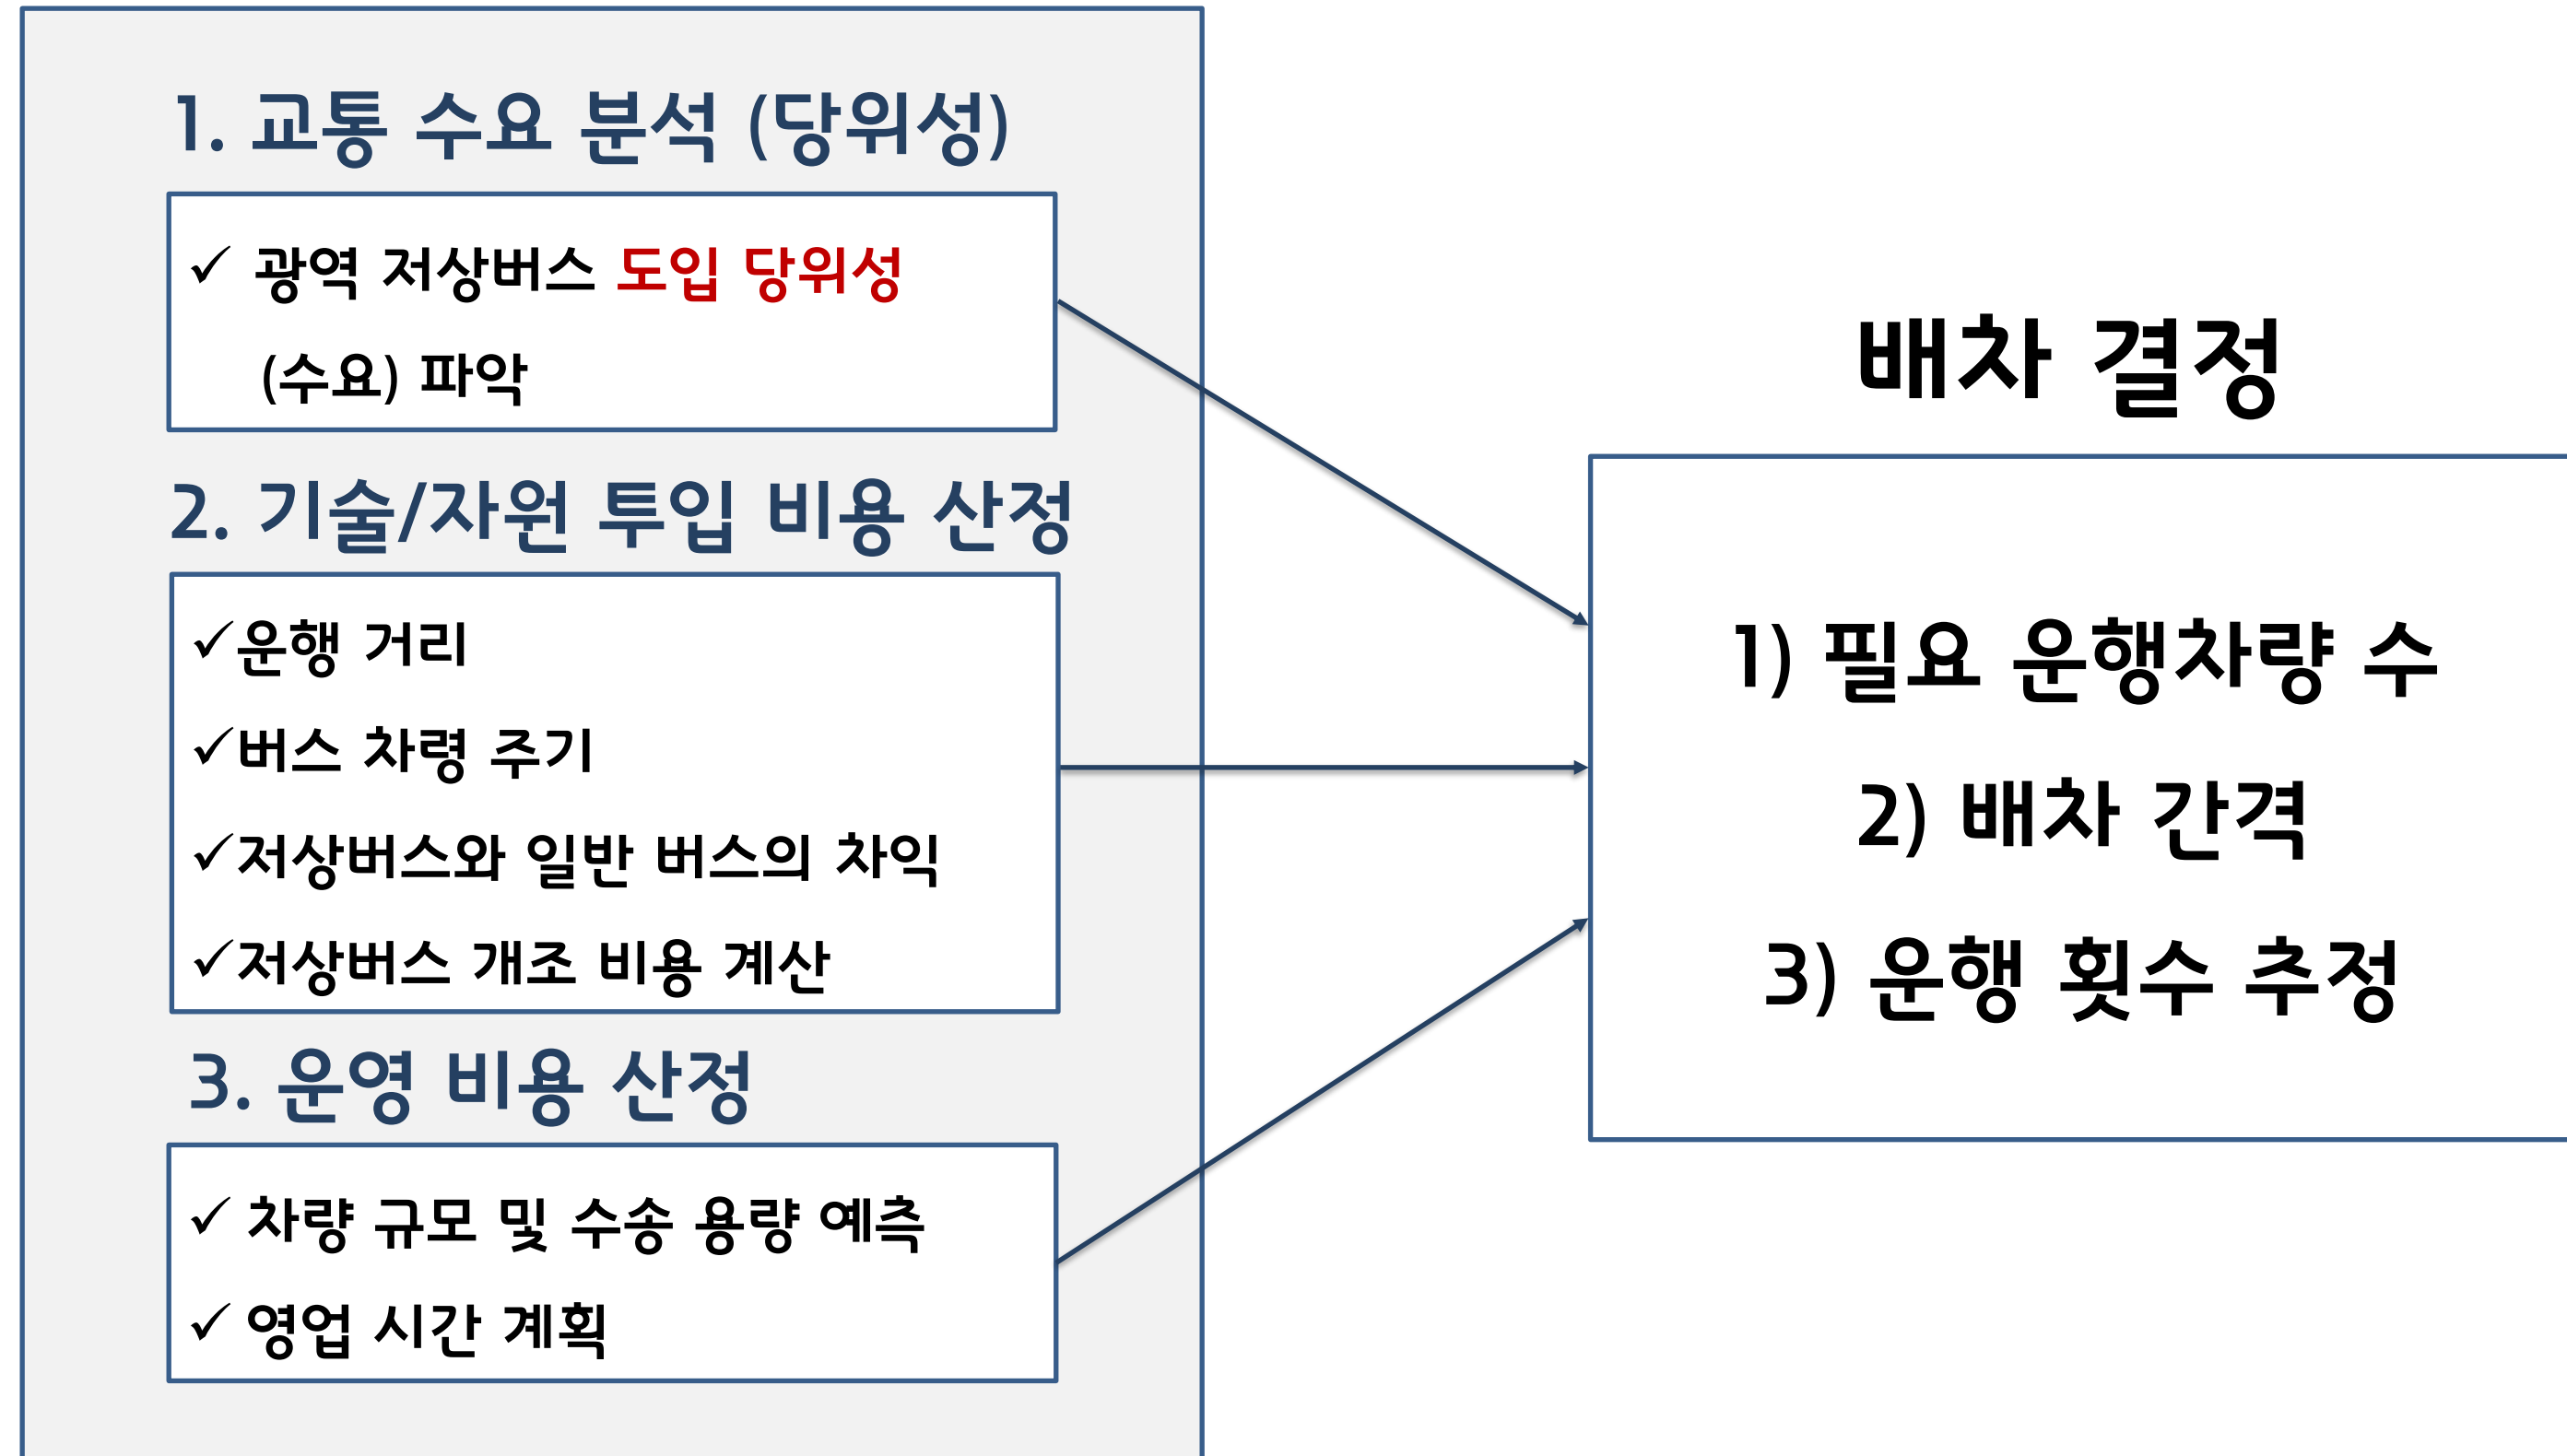 1. 교통 수요 분석 (당위성)
✓ 광역 저상버스 도입 당위성
(수요) 파악
2. 기술/자원 투입 비용 산정
✓운행 거리
✓버스 차령 주기
✓저상버스와 일반 버스의 차익
✓저상버스 개조 비용 계산
3. 운영 비용 산정
✓ 차량 규모 및 수송 용량 예측
✓ 영업 시간 계획
배차 결정
1) 필요 운행차량 수
2) 배차 간격
3) 운행 횟수 추정